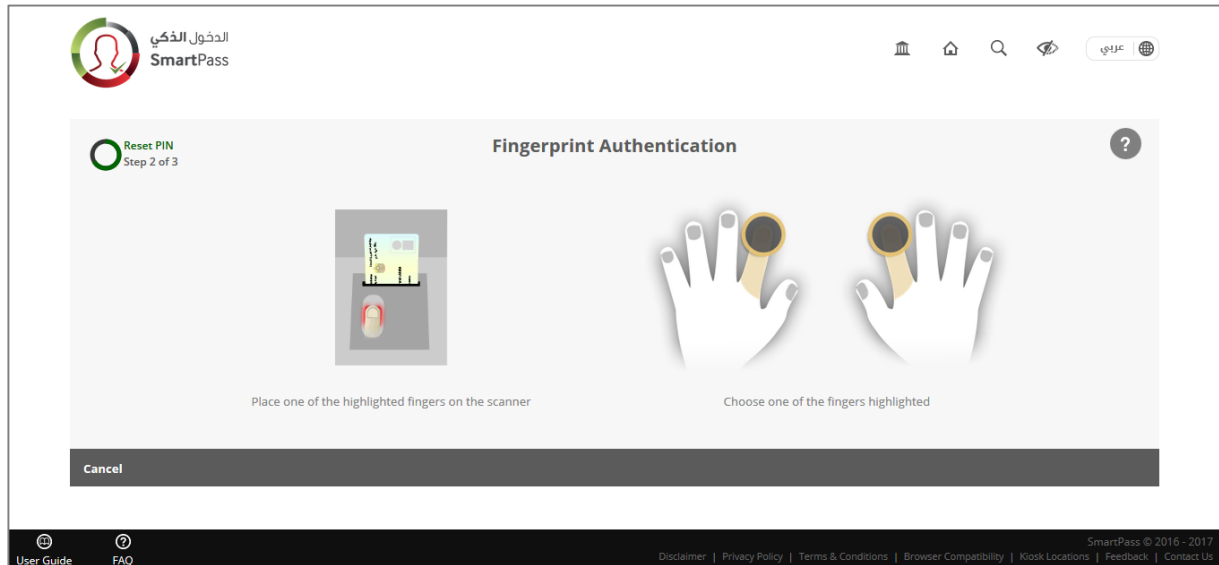 الدخول الذكي
SmartPass
عربي
Reset PIN
Step 2 of 3
Fingerprint Authentication
?
Place one of the highlighted fingers on the scanner
Choose one of the fingers highlighted
Cancel
User Guide
FAQ
SmartPass © 2016 - 2017
Disclaimer | Privacy Policy | Terms & Conditions | Browser Compatibility | Kiosk Locations | Feedback | Contact Us